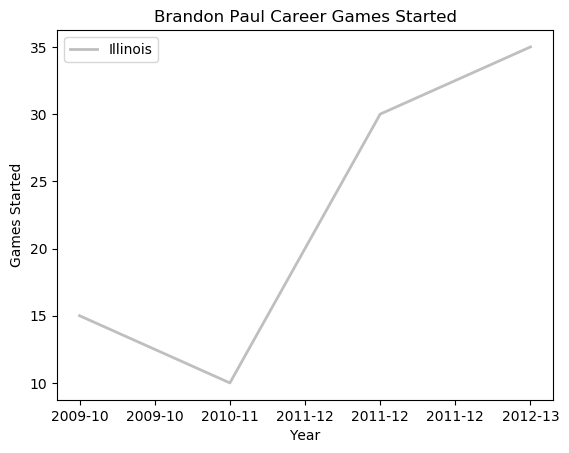 Brandon Paul Career Games Started
Illinois
35
30
25
20
15
10
Games Started
2009-10 2009-10 2010-11 2011-12 2011-12 2011-12 2012-13
Year